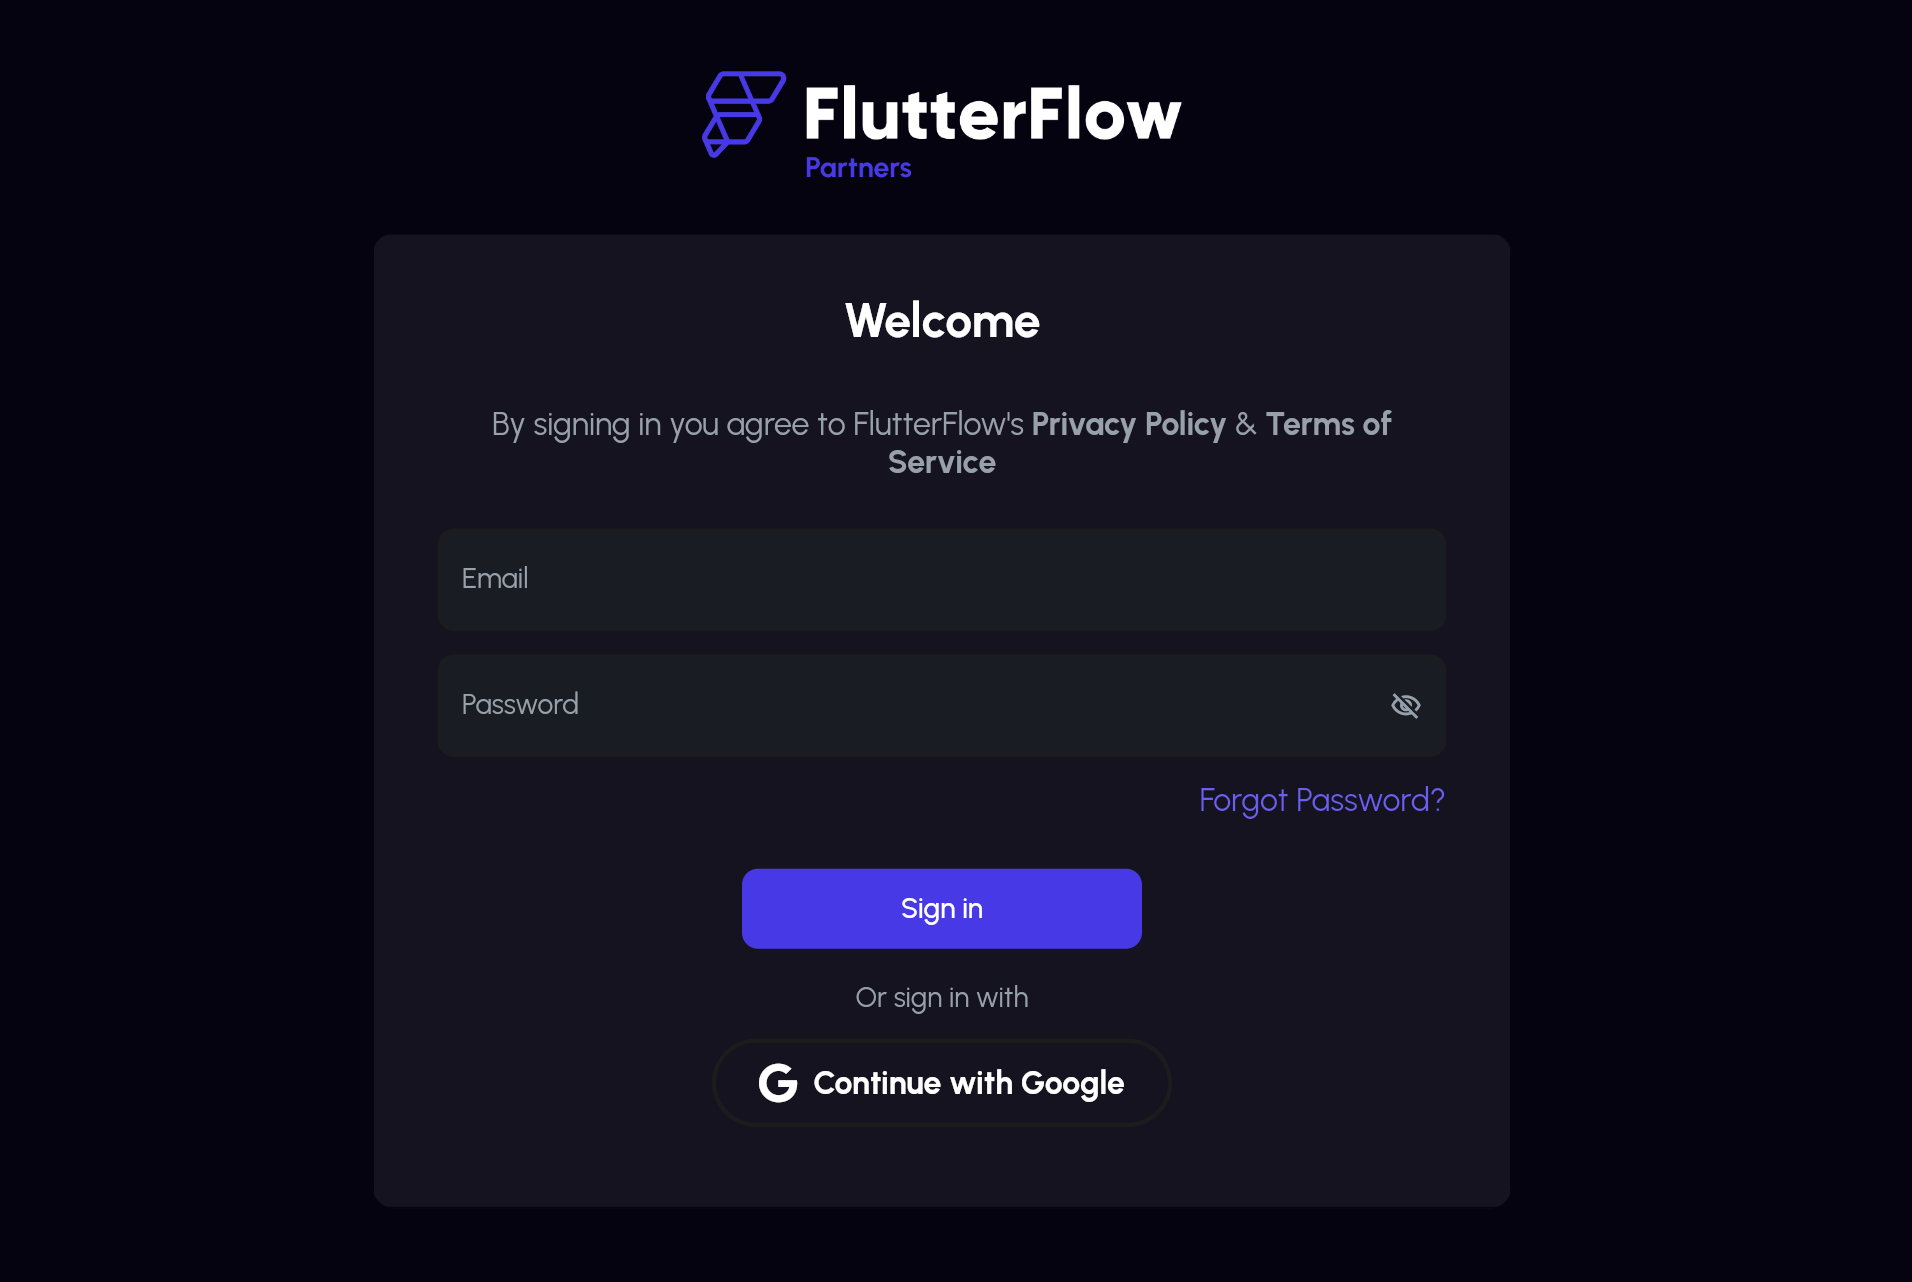 FlutterFlow
Partners
Welcome
By signing in you agree to FlutterFlow's Privacy Policy & Terms of
Service
Email
Password
Forgot Password?
Sign in
Or sign in with
Continue with Google